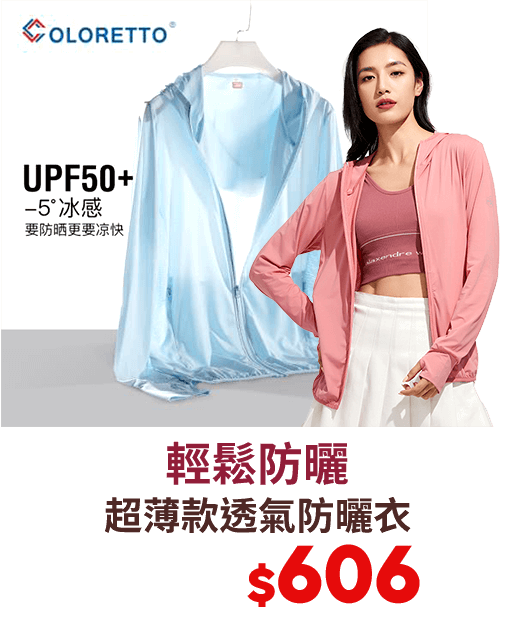 COLORETTO®
UPF50+
-5°冰感
要防晒更要凉快
alexandre w
輕鬆防曬
超薄款透氣防曬衣
$606